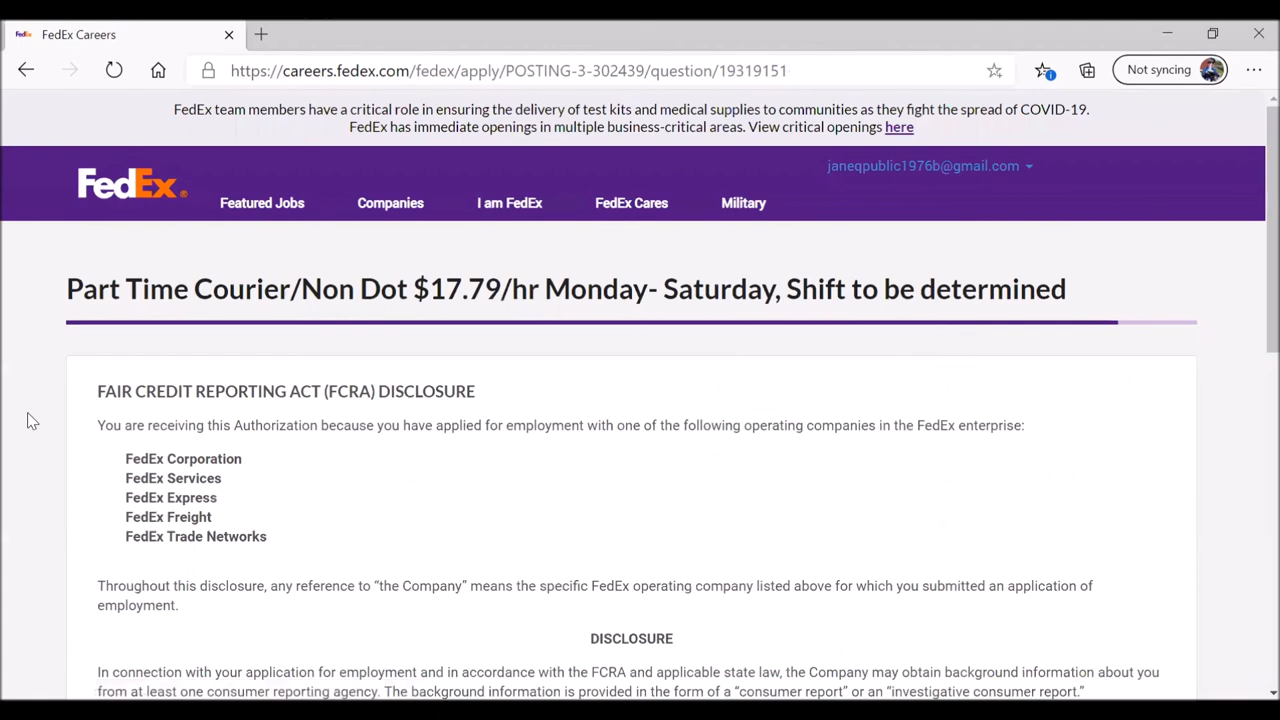 FedEx FedEx Careers
https://careers.fedex.com/fedex/apply/POSTING-3-302439/question/19319151
Not syncing
FedEx team members have a critical role in ensuring the delivery of test kits and medical supplies to communities as they fight the spread of COVID-19.
FedEx has immediate openings in multiple business-critical areas. View critical openings here
janeqpublic1976b@gmail.com
FedEx®
Featured Jobs Companies I am FedEx FedEx Cares Military
Part Time Courier/Non Dot $17.79/hr Monday- Saturday, Shift to be determined
FAIR CREDIT REPORTING ACT (FCRA) DISCLOSURE
You are receiving this Authorization because you have applied for employment with one of the following operating companies in the FedEx enterprise:
FedEx Corporation
FedEx Services
FedEx Express
FedEx Freight
FedEx Trade Networks
Throughout this disclosure, any reference to “the Company” means the specific FedEx operating company listed above for which you submitted an application of
employment.
DISCLOSURE
In connection with your application for employment and in accordance with the FCRA and applicable state law, the Company may obtain background information about you
from at least one consumer reporting agency. The background information is provided in the form of a “consumer report” or an “investigative consumer report.”